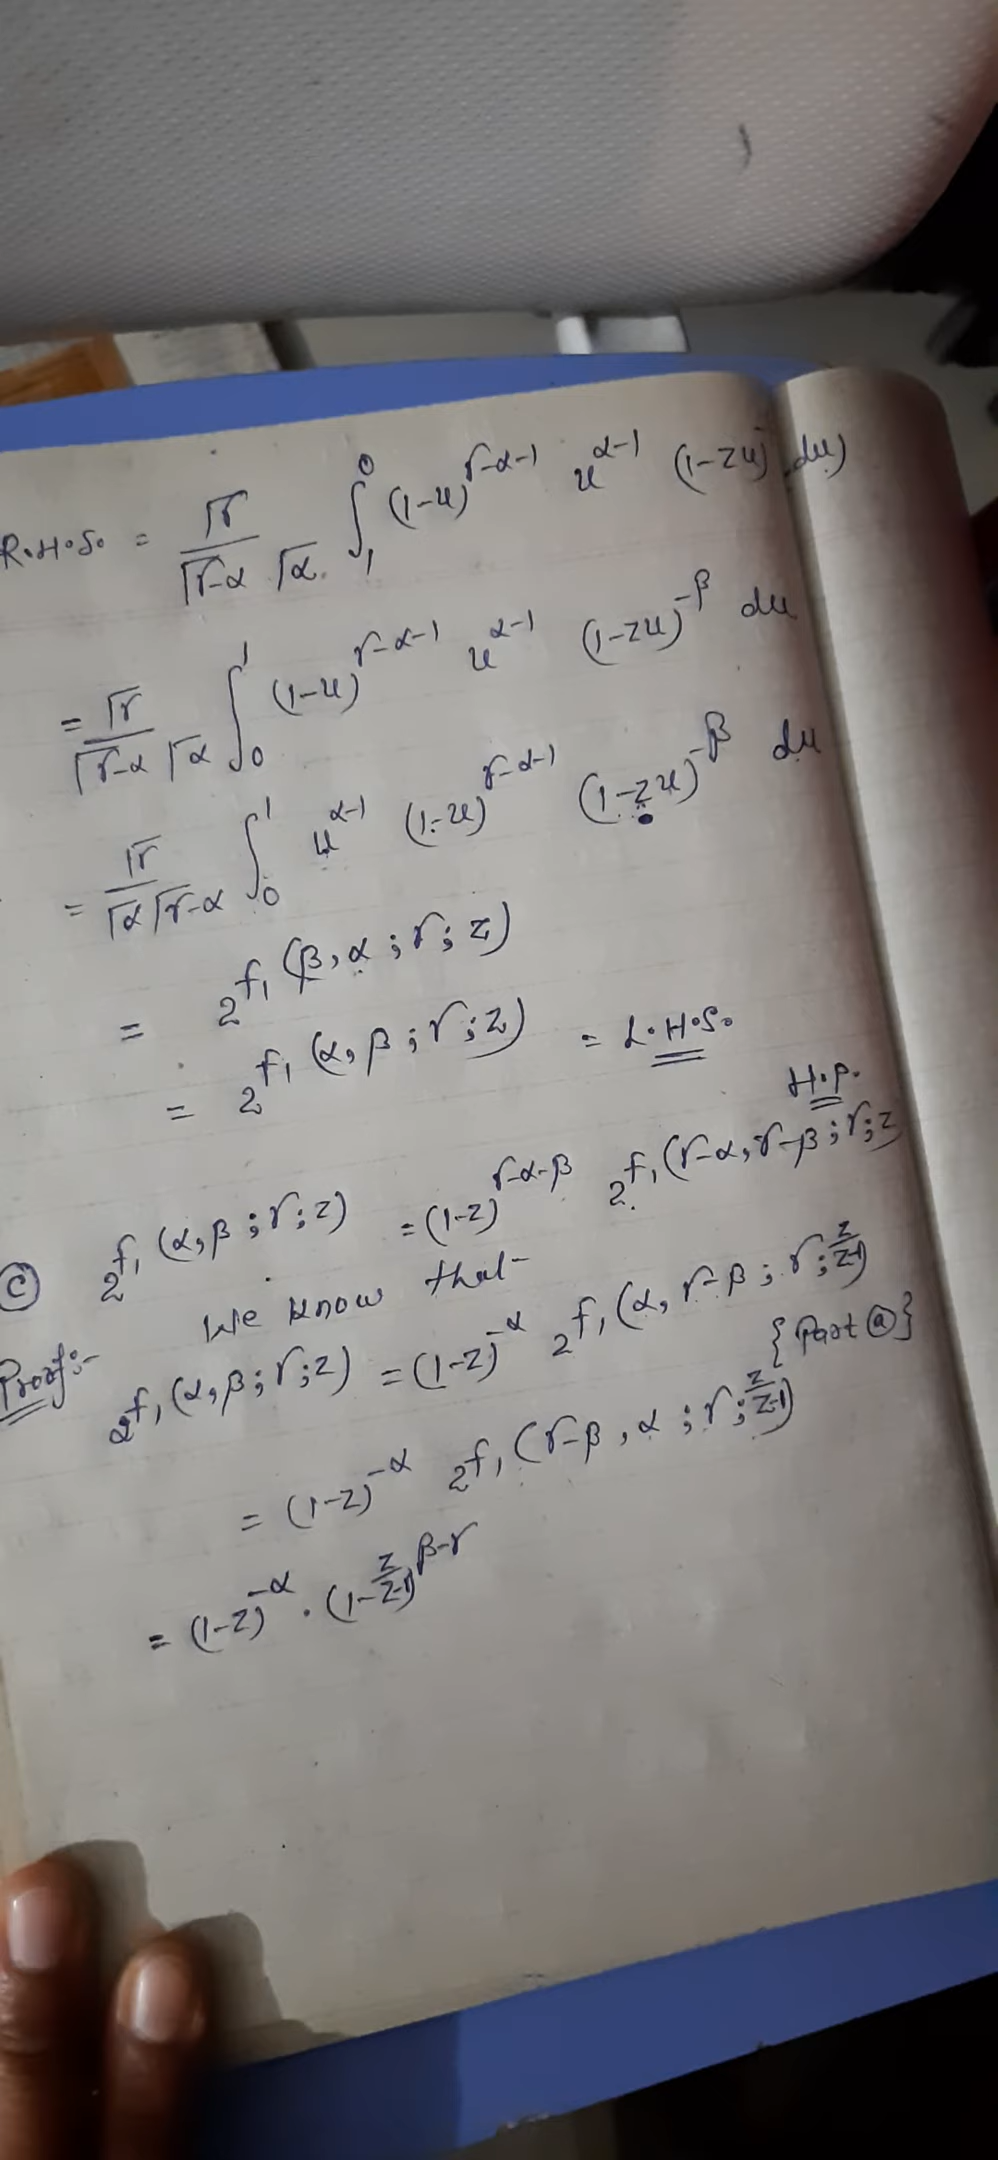 R.H.S. = Γγ / Γγ-α Γα ∫₁⁰ (1-u)^γ-α-1 u^α-1 (1-zu)^- du)
= Γγ / Γγ-α Γα ∫₀¹ (1-u)^γ-α-1 u^α-1 (1-zu)^-β du
= Γγ / Γα Γγ-α ∫₀¹ u^α-1 (1-u)^γ-α-1 (1-zu)^-β du
= ₂f₁ (β, α ; γ ; z)
= ₂f₁ (α, β ; γ ; z) = L.H.S.
H.P.
(c) ₂f₁ (α, β ; γ ; z) = (1-z)^γ-α-β ₂f₁ (γ-α, γ-β ; γ ; z
Proof:- We know that-
₂f₁ (α, β ; γ ; z) = (1-z)^-α ₂f₁ (α, γ-β ; γ ; z/z-1)
{Part (a)}
= (1-z)^-α ₂f₁ (γ-β, α ; γ ; z/z-1)
= (1-z)^-α . (1- z/z-1)^β-γ